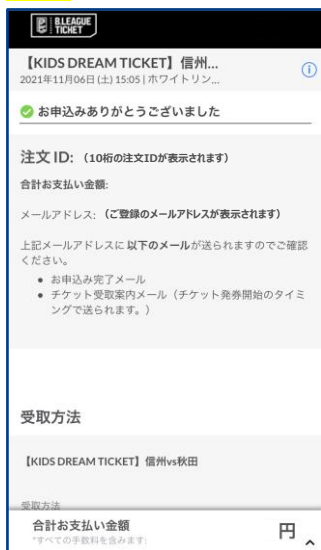 B.LEAGUE
TICKET
【KIDS DREAM TICKET】信州...
2021年11月06日(土) 15:05 | ホワイトリン...
お申込みありがとうございました
注文 ID: (10桁の注文IDが表示されます)
合計お支払い金額:
メールアドレス: (ご登録のメールアドレスが表示されます)
上記メールアドレスに以下のメールが送られますのでご確認
ください。
• お申込み完了メール
• チケット受取案内メール（チケット発券開始のタイミ
ングで送られます。）
受取方法
【KIDS DREAM TICKET】信州vs秋田
受取方法
合計お支払い金額
円
*すべての手数料を含みます: